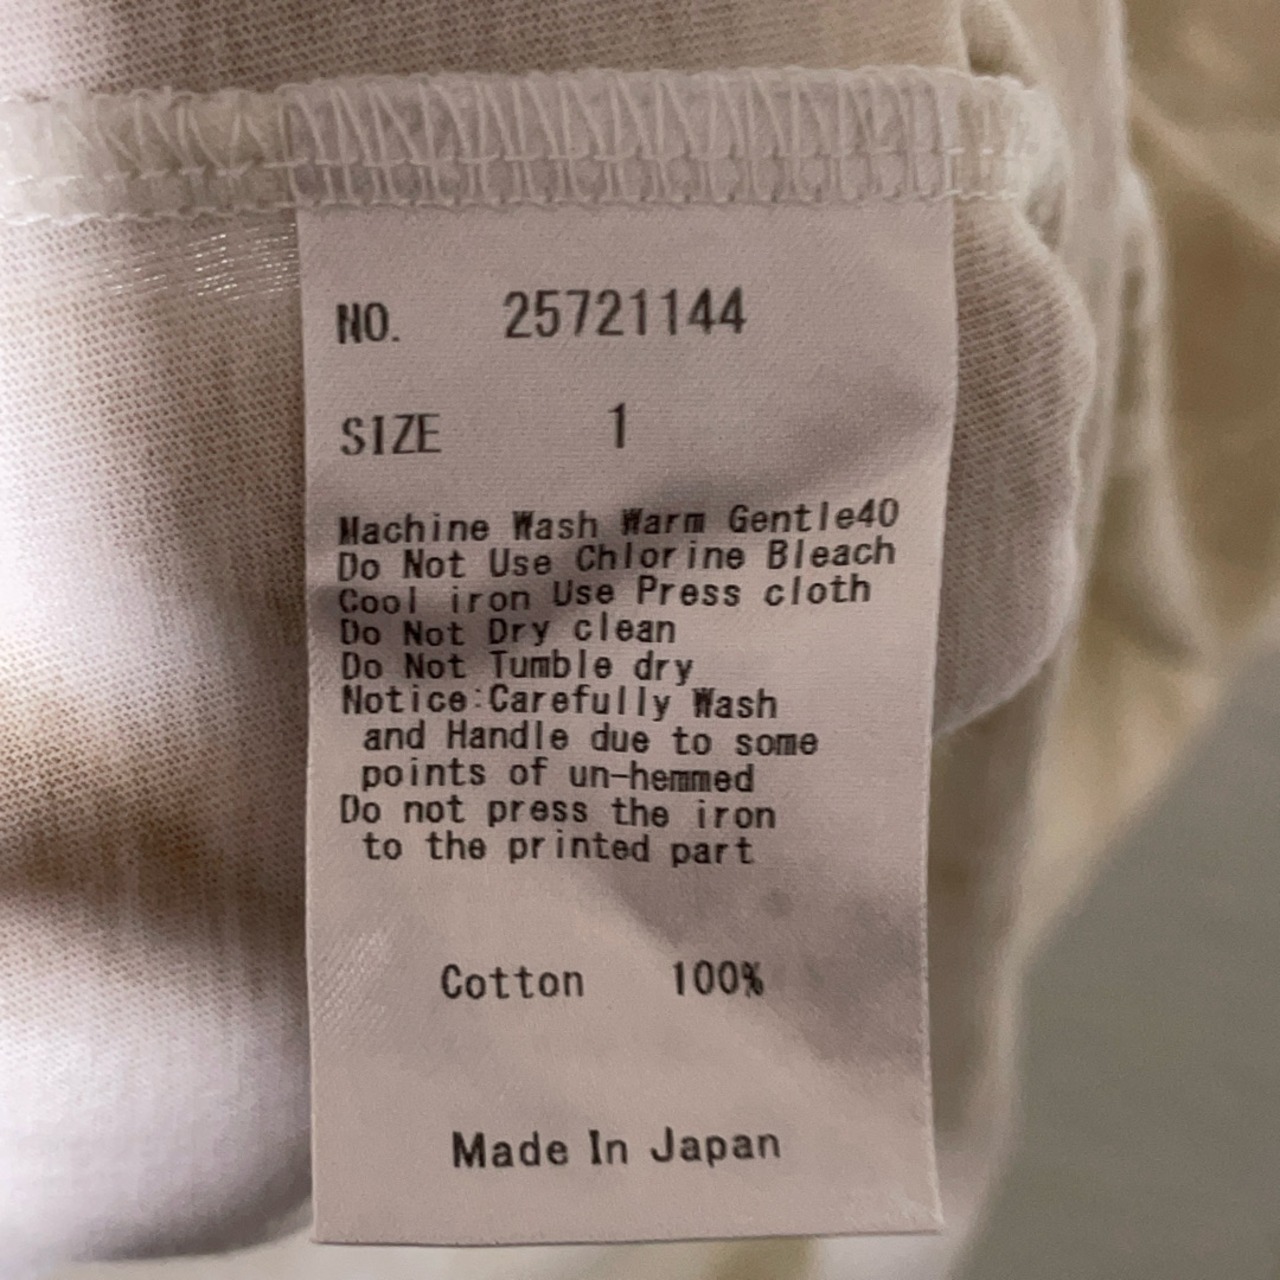 NO. 25721144
SIZE 1
Machine Wash Warm Gentle40
Do Not Use Chlorine Bleach
Cool iron Use Press cloth
Do Not Dry clean
Do Not Tumble dry
Notice:Carefully Wash
and Handle due to some
points of un-hemmed
Do not press the iron
to the printed part
Cotton 100%
Made In Japan